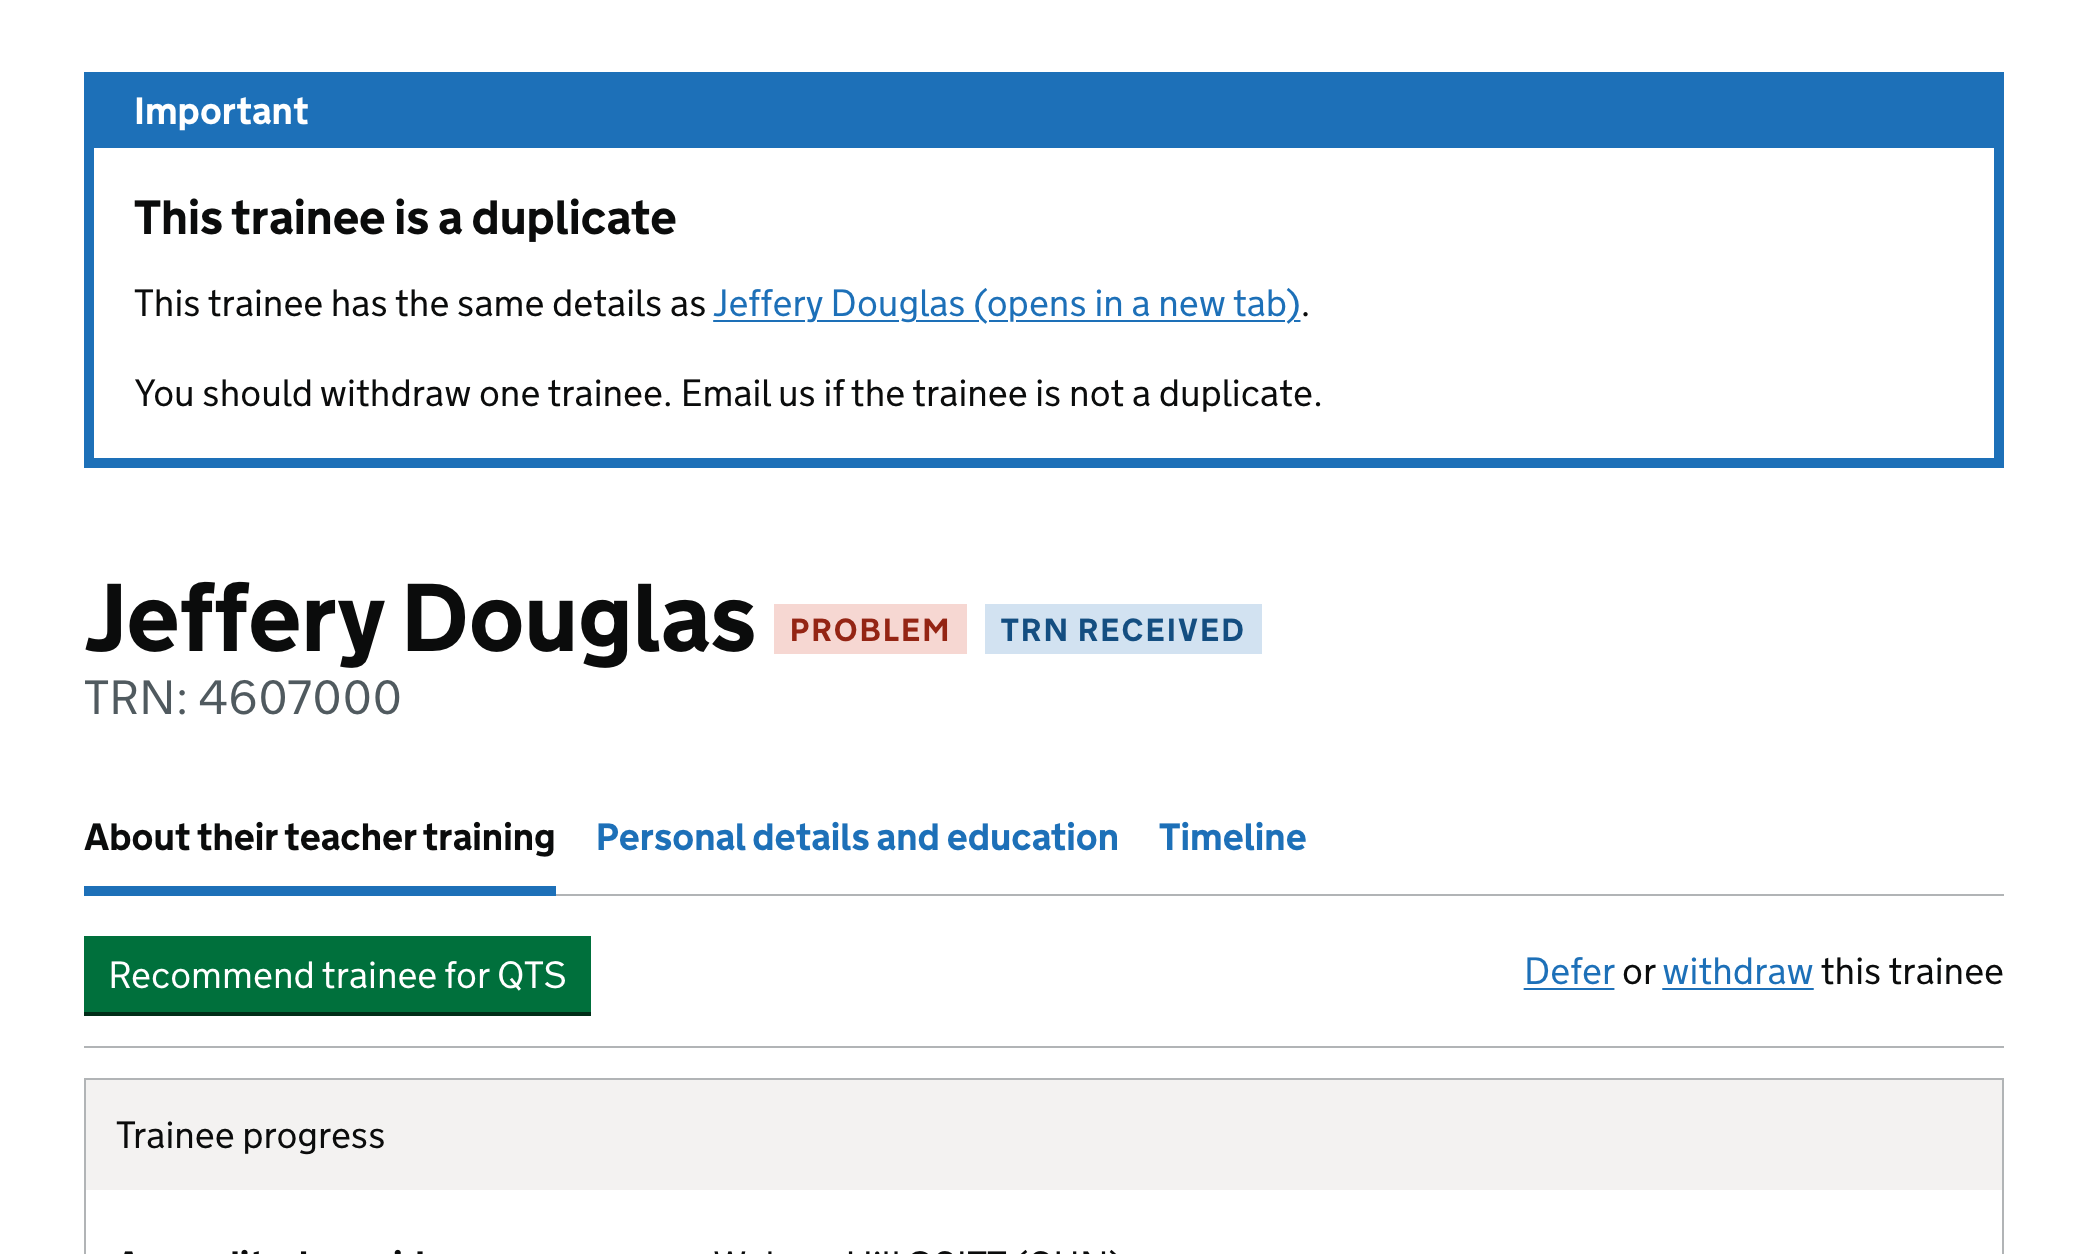 Important
This trainee is a duplicate
This trainee has the same details as Jeffery Douglas (opens in a new tab).
You should withdraw one trainee. Email us if the trainee is not a duplicate.
Jeffery Douglas PROBLEM TRN RECEIVED
TRN: 4607000
About their teacher training Personal details and education Timeline
Recommend trainee for QTS Defer or withdraw this trainee
Trainee progress